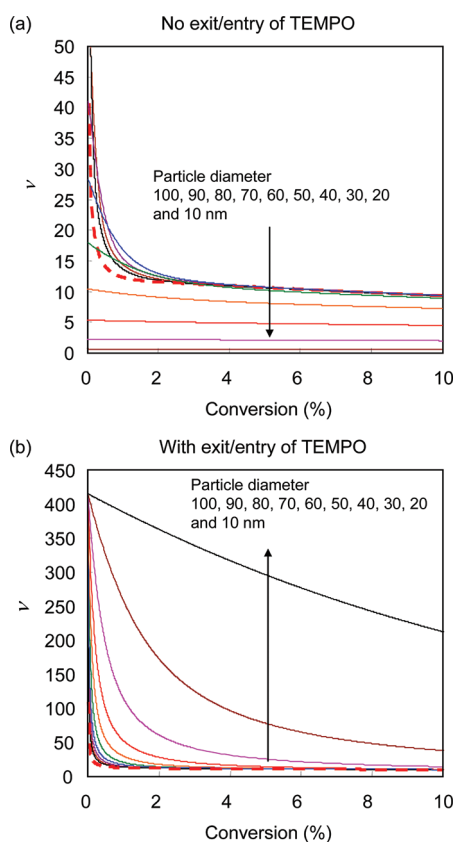 (a) No exit/entry of TEMPO
50
45
40
35
30
25
20
15
10
5
0
ν
Particle diameter
100, 90, 80, 70, 60, 50, 40, 30, 20
and 10 nm
0 2 4 6 8 10
Conversion (%)
(b) With exit/entry of TEMPO
450
400
350
300
250
200
150
100
50
0
ν
Particle diameter
100, 90, 80, 70, 60, 50, 40, 30, 20
and 10 nm
0 2 4 6 8 10
Conversion (%)